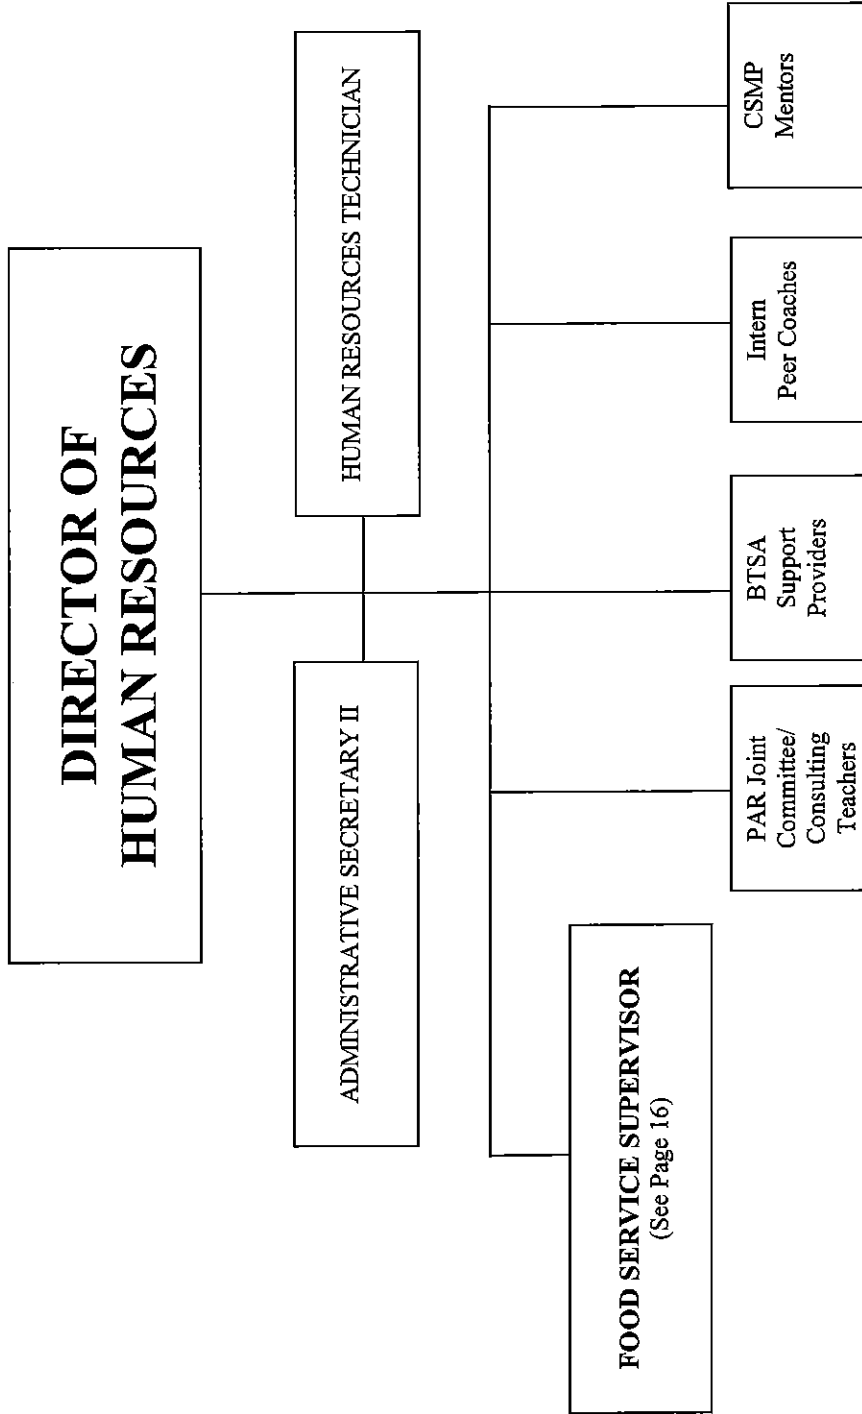 DIRECTOR OF
HUMAN RESOURCES
ADMINISTRATIVE SECRETARY II
HUMAN RESOURCES TECHNICIAN
FOOD SERVICE SUPERVISOR
(See Page 16)
PAR Joint
Committee/
Consulting
Teachers
BTSA
Support
Providers
Intern
Peer Coaches
CSMP
Mentors